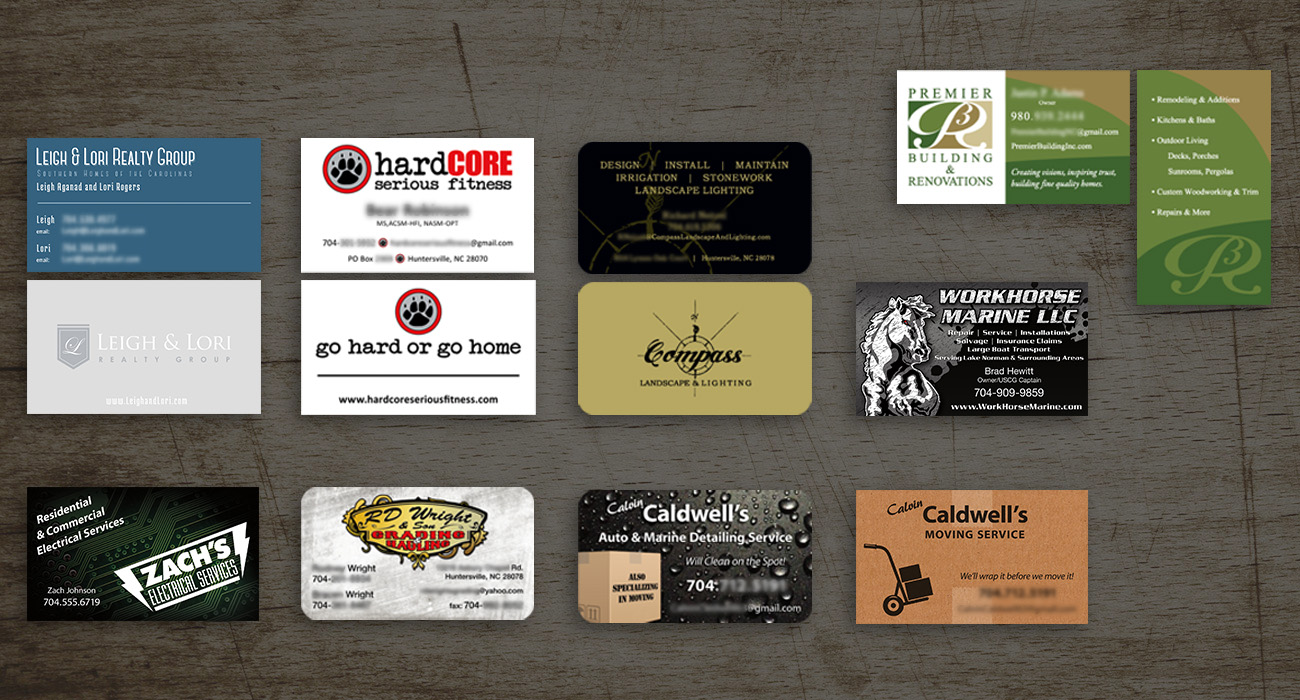 LEIGH & LORI REALTY GROUP
SOUTHERN HOMES OF THE CAROLINAS
Leigh Aganad and Lori Rogers
Leigh
email:
Lori
email:
L
LEIGH & LORI
REALTY GROUP
www.LeighandLori.com
hardCORE
serious fitness
MS,ACSM-HFI, NASM-OPT
704- @gmail.com
PO Box Huntersville, NC 28070
go hard or go home
www.hardcoreseriousfitness.com
DESIGN | INSTALL | MAINTAIN
IRRIGATION | STONEWORK
LANDSCAPE LIGHTING
@CompassLandscapeAndLighting.com
| Huntersville, NC 28078
N
Compass
LANDSCAPE & LIGHTING
PREMIER
R3
BUILDING
&
RENOVATIONS
Owner
980.
@gmail.com
PremierBuildingInc.com
Creating visions, inspiring trust,
building fine quality homes.
• Remodeling & Additions
• Kitchens & Baths
• Outdoor Living
Decks, Porches
Sunrooms, Pergolas
• Custom Woodworking & Trim
• Repairs & More
R3
WORKHORSE
MARINE LLC
Repair | Service | Installations
Salvage | Insurance Claims
Large Boat Transport
Serving Lake Norman & Surrounding Areas
Brad Hewitt
Owner/USCG Captain
704-909-9859
www.WorkHorseMarine.com
Residential
& Commercial
Electrical Services
ZACH'S
ELECTRICAL SERVICES
Zach Johnson
704.555.6719
RD Wright
& Son
GRADING
HAULING
Wright
704-
Wright
704-
Rd.
Huntersville, NC 28078
@yahoo.com
fax: 704-
Calvin
Caldwell's
Auto & Marine Detailing Service
Will Clean on the Spot!
ALSO
SPECIALIZING
IN MOVING
704-
@gmail.com
Calvin
Caldwell's
MOVING SERVICE
We'll wrap it before we move it!